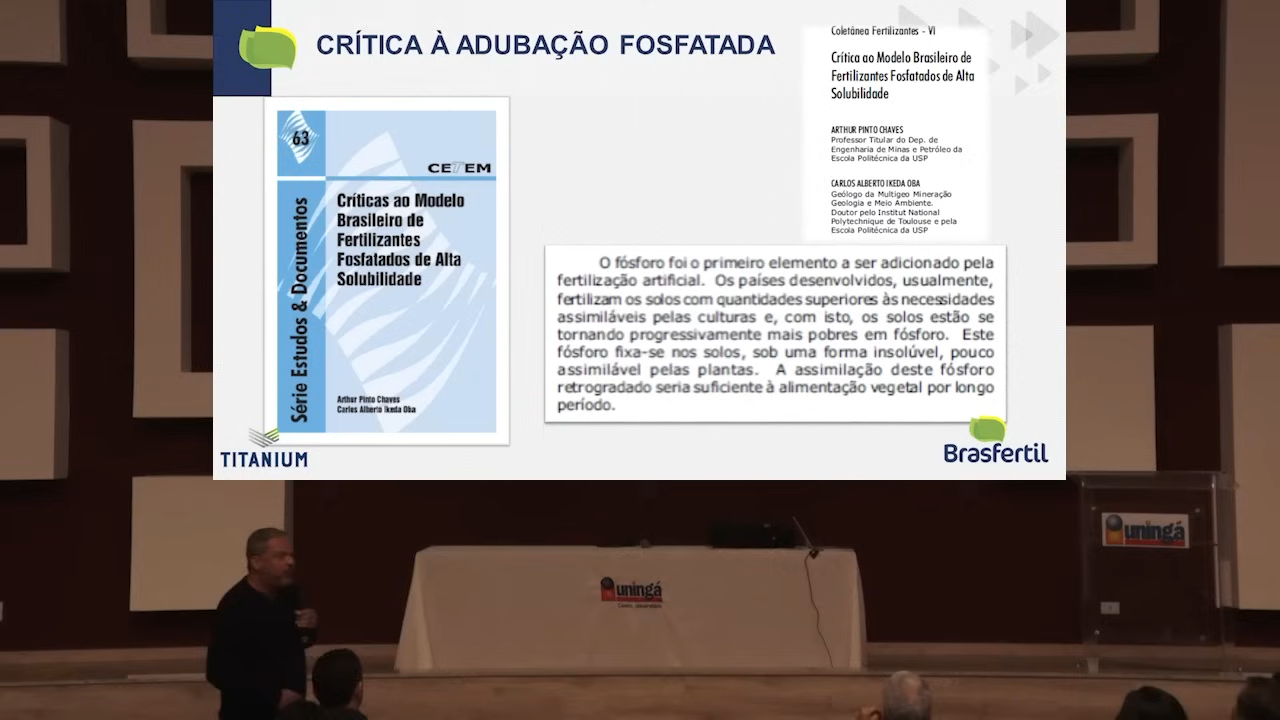 CRÍTICA À ADUBAÇÃO FOSFATADA
Coletânea Fertilizantes - VI
Crítica ao Modelo Brasileiro de
Fertilizantes Fosfatados de Alta
Solubilidade
ARTHUR PINTO CHAVES
Professor Titular do Dep. de
Engenharia de Minas e Petróleo da
Escola Politécnica da USP
CARLOS ALBERTO IKEDA OBA
Geólogo da Multigeo Mineração
Geologia e Meio Ambiente.
Doutor pelo Institut National
Polytechnique de Toulouse e pela
Escola Politécnica da USP
63
CETEM
Série Estudos & Documentos
Críticas ao Modelo
Brasileiro de
Fertilizantes
Fosfatados de Alta
Solubilidade
Arthur Pinto Chaves
Carlos Alberto Ikeda Oba
O fósforo foi o primeiro elemento a ser adicionado pela
fertilização artificial. Os países desenvolvidos, usualmente,
fertilizam os solos com quantidades superiores às necessidades
assimiláveis pelas culturas e, com isto, os solos estão se
tornando progressivamente mais pobres em fósforo. Este
fósforo fixa-se nos solos, sob uma forma insolúvel, pouco
assimilável pelas plantas. A assimilação deste fósforo
retrogradado seria suficiente à alimentação vegetal por longo
período.
TITANIUM
Brasfertil
uningá
uningá